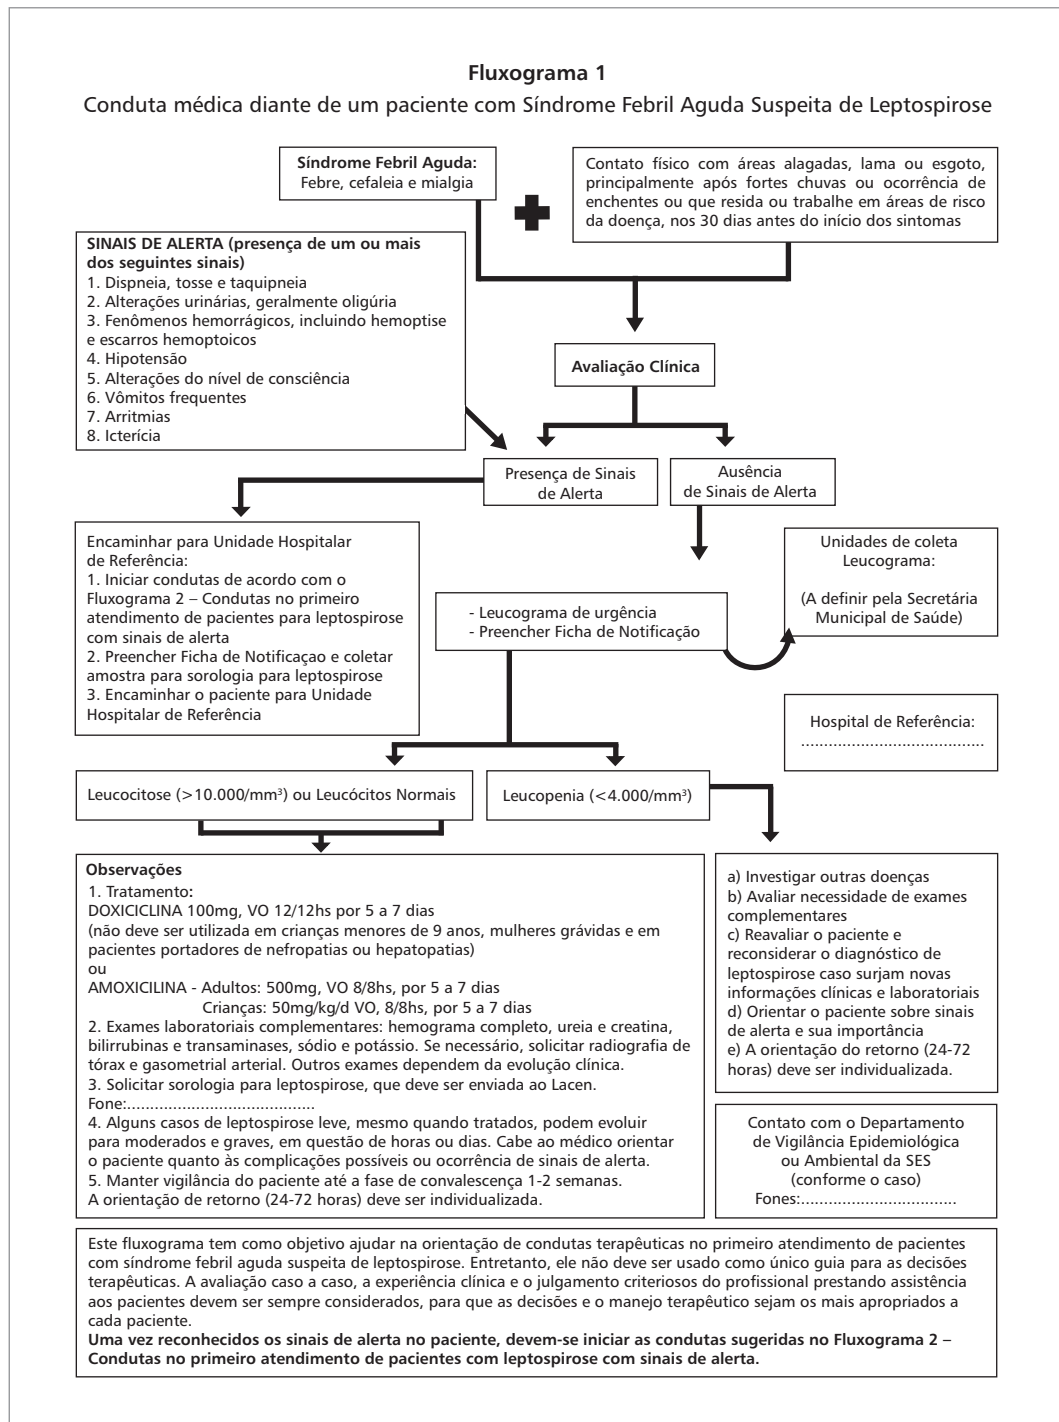 Fluxograma 1
Conduta médica diante de um paciente com Síndrome Febril Aguda Suspeita de Leptospirose
Síndrome Febril Aguda:
Febre, cefaleia e mialgia
Contato físico com áreas alagadas, lama ou esgoto,
principalmente após fortes chuvas ou ocorrência de
enchentes ou que resida ou trabalhe em áreas de risco
da doença, nos 30 dias antes do início dos sintomas
SINAIS DE ALERTA (presença de um ou mais
dos seguintes sinais)
1. Dispneia, tosse e taquipneia
2. Alterações urinárias, geralmente oligúria
3. Fenômenos hemorrágicos, incluindo hemoptise
e escarros hemoptoicos
4. Hipotensão
5. Alterações do nível de consciência
6. Vômitos frequentes
7. Arritmias
8. Icterícia
Avaliação Clínica
Presença de Sinais
de Alerta
Ausência
de Sinais de Alerta
Encaminhar para Unidade Hospitalar
de Referência:
1. Iniciar condutas de acordo com o
Fluxograma 2 – Condutas no primeiro
atendimento de pacientes para leptospirose
com sinais de alerta
2. Preencher Ficha de Notificaçao e coletar
amostra para sorologia para leptospirose
3. Encaminhar o paciente para Unidade
Hospitalar de Referência
- Leucograma de urgência
- Preencher Ficha de Notificação
Unidades de coleta
Leucograma:
(A definir pela Secretária
Municipal de Saúde)
Hospital de Referência:
........................................
Leucocitose (>10.000/mm³) ou Leucócitos Normais
Leucopenia (<4.000/mm³)
Observações
1. Tratamento:
DOXICICLINA 100mg, VO 12/12hs por 5 a 7 dias
(não deve ser utilizada em crianças menores de 9 anos, mulheres grávidas e em
pacientes portadores de nefropatias ou hepatopatias)
ou
AMOXICILINA - Adultos: 500mg, VO 8/8hs, por 5 a 7 dias
Crianças: 50mg/kg/d VO, 8/8hs, por 5 a 7 dias
2. Exames laboratoriais complementares: hemograma completo, ureia e creatina,
bilirrubinas e transaminases, sódio e potássio. Se necessário, solicitar radiografia de
tórax e gasometrial arterial. Outros exames dependem da evolução clínica.
3. Solicitar sorologia para leptospirose, que deve ser enviada ao Lacen.
Fone:.........................................
4. Alguns casos de leptospirose leve, mesmo quando tratados, podem evoluir
para moderados e graves, em questão de horas ou dias. Cabe ao médico orientar
o paciente quanto às complicações possíveis ou ocorrência de sinais de alerta.
5. Manter vigilância do paciente até a fase de convalescença 1-2 semanas.
A orientação de retorno (24-72 horas) deve ser individualizada.
a) Investigar outras doenças
b) Avaliar necessidade de exames
complementares
c) Reavaliar o paciente e
reconsiderar o diagnóstico de
leptospirose caso surjam novas
informações clínicas e laboratoriais
d) Orientar o paciente sobre sinais
de alerta e sua importância
e) A orientação do retorno (24-72
horas) deve ser individualizada.
Contato com o Departamento
de Vigilância Epidemiológica
ou Ambiental da SES
(conforme o caso)
Fones:..................................
Este fluxograma tem como objetivo ajudar na orientação de condutas terapêuticas no primeiro atendimento de pacientes
com síndrome febril aguda suspeita de leptospirose. Entretanto, ele não deve ser usado como único guia para as decisões
terapêuticas. A avaliação caso a caso, a experiência clínica e o julgamento criteriosos do profissional prestando assistência
aos pacientes devem ser sempre considerados, para que as decisões e o manejo terapêutico sejam os mais apropriados a
cada paciente.
Uma vez reconhecidos os sinais de alerta no paciente, devem-se iniciar as condutas sugeridas no Fluxograma 2 –
Condutas no primeiro atendimento de pacientes com leptospirose com sinais de alerta.